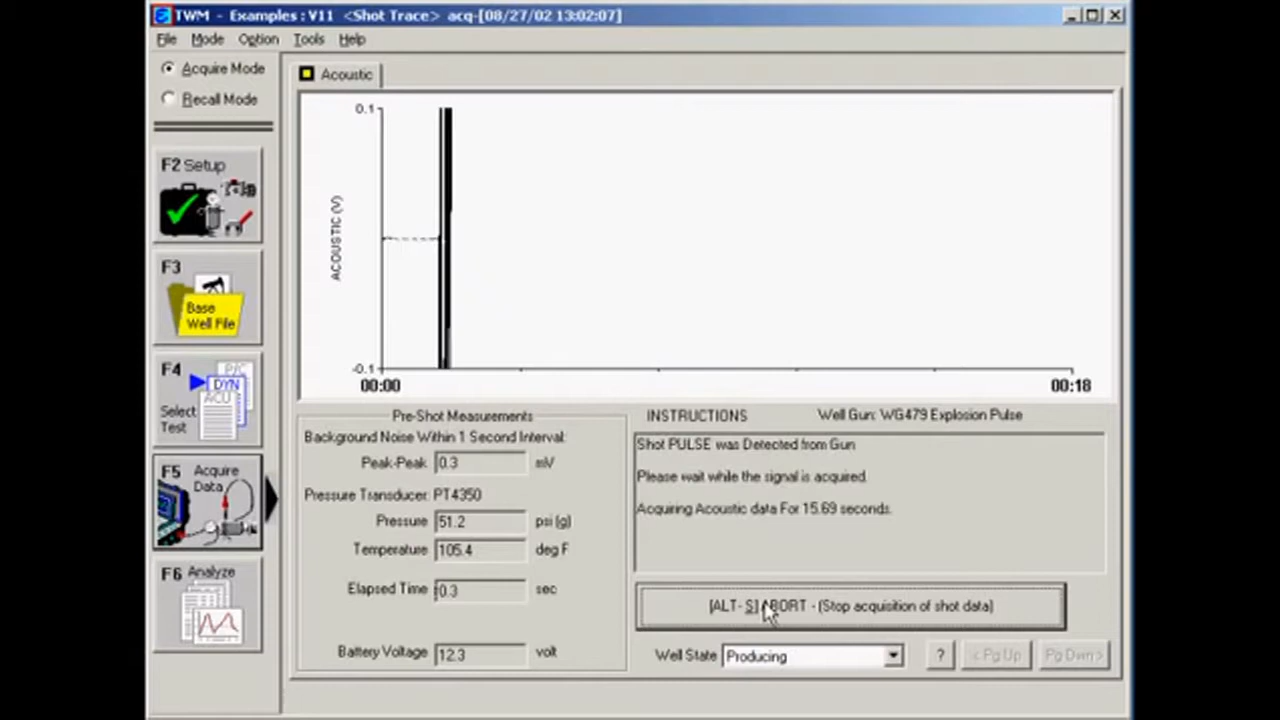 TWM - Examples : V11 <Shot Trace> acq-[08/27/02 13:02:07]
File Mode Option Tools Help
Acquire Mode
Recall Mode
F2 Setup
F3
Base
Well File
F4
P/C
DYN
ACU
Select
Test
F5 Acquire
Data
F6 Analyze
Acoustic
0.1
ACOUSTIC (V)
-0.1
00:00
00:18
Pre-Shot Measurements
Background Noise Within 1 Second Interval:
Peak-Peak 0.3 mV
Pressure Transducer: PT4350
Pressure 51.2 psi (g)
Temperature 105.4 deg F
Elapsed Time -0.3 sec
Battery Voltage 12.3 volt
INSTRUCTIONS Well Gun: WG479 Explosion Pulse
Shot PULSE was Detected from Gun
Please wait while the signal is acquired.
Acquiring Acoustic data For 15.69 seconds.
[ALT- S] ABORT - (Stop acquisition of shot data)
Well State Producing ? < Pg Up Pg Dwn >